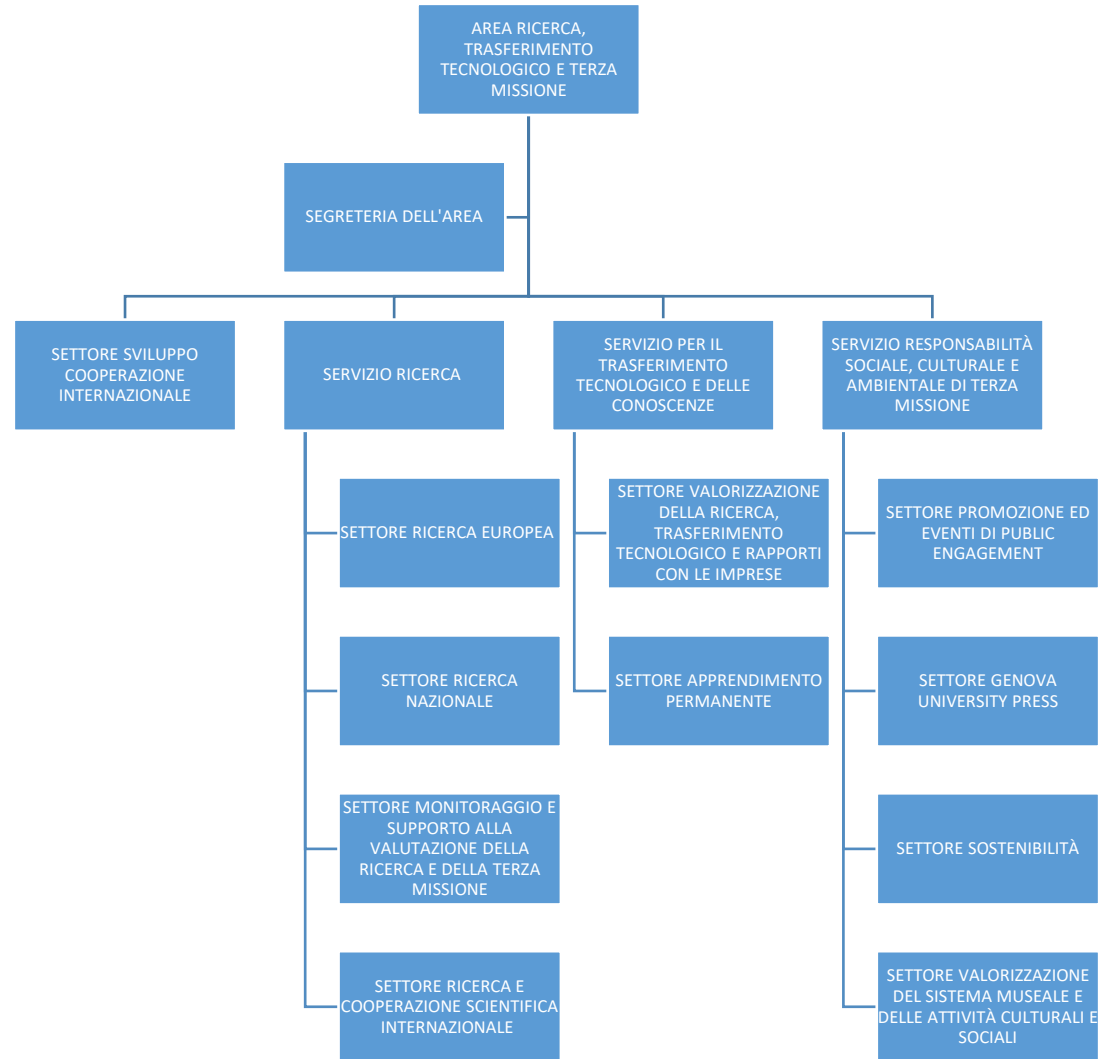 AREA RICERCA,
TRASFERIMENTO
TECNOLOGICO E TERZA
MISSIONE
SEGRETERIA DELL'AREA
SETTORE SVILUPPO
COOPERAZIONE
INTERNAZIONALE
SERVIZIO RICERCA
SERVIZIO PER IL
TRASFERIMENTO
TECNOLOGICO E DELLE
CONOSCENZE
SERVIZIO RESPONSABILITÀ
SOCIALE, CULTURALE E
AMBIENTALE DI TERZA
MISSIONE
SETTORE RICERCA EUROPEA
SETTORE RICERCA
NAZIONALE
SETTORE MONITORAGGIO E
SUPPORTO ALLA
VALUTAZIONE DELLA
RICERCA E DELLA TERZA
MISSIONE
SETTORE RICERCA E
COOPERAZIONE SCIENTIFICA
INTERNAZIONALE
SETTORE VALORIZZAZIONE
DELLA RICERCA,
TRASFERIMENTO
TECNOLOGICO E RAPPORTI
CON LE IMPRESE
SETTORE APPRENDIMENTO
PERMANENTE
SETTORE PROMOZIONE ED
EVENTI DI PUBLIC
ENGAGEMENT
SETTORE GENOVA
UNIVERSITY PRESS
SETTORE SOSTENIBILITÀ
SETTORE VALORIZZAZIONE
DEL SISTEMA MUSEALE E
DELLE ATTIVITÀ CULTURALI E
SOCIALI